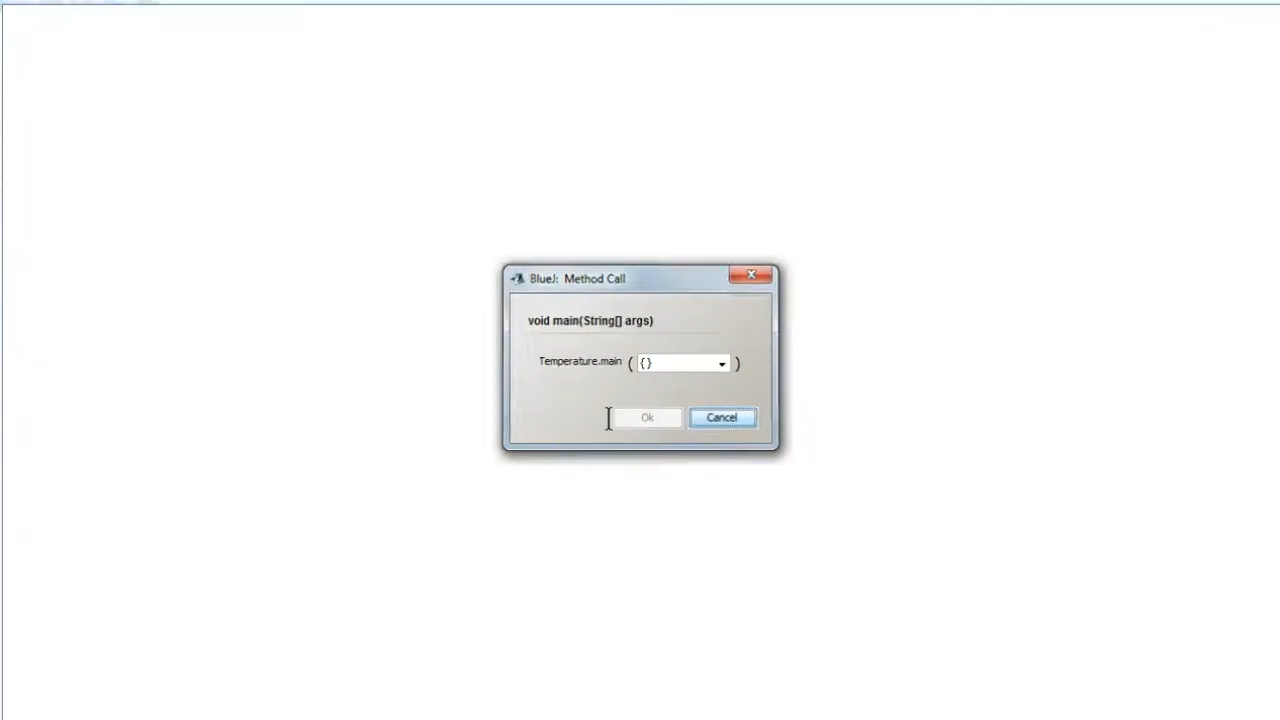 BlueJ: Method Call
void main(String[] args)
Temperature.main ( {} )
Ok Cancel